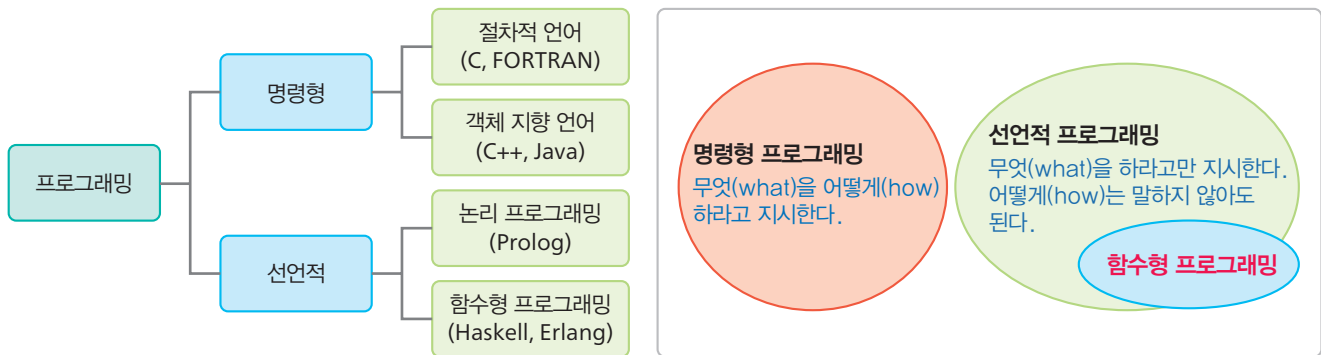 프로그래밍
명령형
선언적
절차적 언어
(C, FORTRAN)
객체 지향 언어
(C++, Java)
논리 프로그래밍
(Prolog)
함수형 프로그래밍
(Haskell, Erlang)
명령형 프로그래밍
무엇(what)을 어떻게(how)
하라고 지시한다.
선언적 프로그래밍
무엇(what)을 하라고만 지시한다.
어떻게(how)는 말하지 않아도
된다.
함수형 프로그래밍